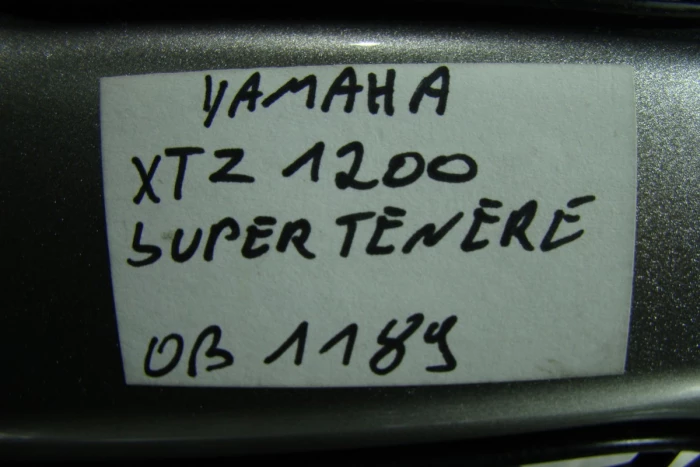 YAMAHA
XTZ 1200
SUPER TENERE
OB 1189